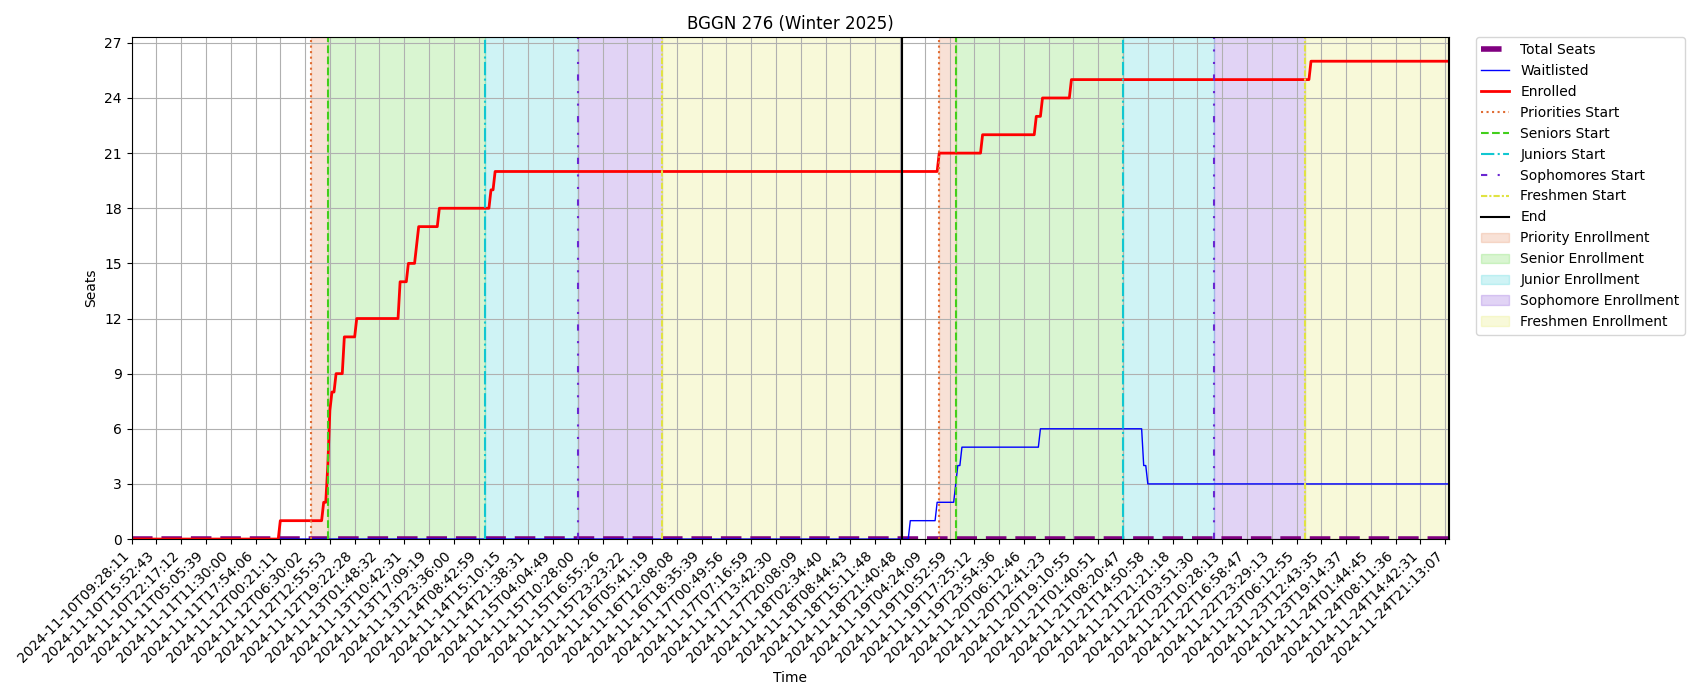 BGGN 276 (Winter 2025)
27
24
21
18
15
12
9
6
3
0
Seats
2024-11-10T09:28:11
2024-11-10T15:52:43
2024-11-10T22:17:12
2024-11-11T05:05:39
2024-11-11T11:30:00
2024-11-11T17:54:06
2024-11-12T00:21:11
2024-11-12T06:30:02
2024-11-12T12:55:53
2024-11-12T19:22:28
2024-11-13T01:48:32
2024-11-13T10:42:31
2024-11-13T17:09:19
2024-11-13T23:36:00
2024-11-14T08:42:59
2024-11-14T15:10:15
2024-11-14T21:38:31
2024-11-15T04:04:49
2024-11-15T10:28:00
2024-11-15T16:55:26
2024-11-15T23:23:22
2024-11-16T05:41:19
2024-11-16T12:08:08
2024-11-16T18:35:39
2024-11-17T00:49:56
2024-11-17T7:16:59
2024-11-17T13:42:30
2024-11-17T20:08:09
2024-11-18T02:34:40
2024-11-18T08:44:43
2024-11-18T15:11:48
2024-11-18T21:40:48
2024-11-19T04:24:09
2024-11-19T10:52:59
2024-11-19T17:25:12
2024-11-19T23:54:36
2024-11-20T06:12:46
2024-11-20T12:41:23
2024-11-20T19:10:55
2024-11-21T01:40:51
2024-11-21T08:20:47
2024-11-21T14:50:58
2024-11-21T21:21:18
2024-11-22T03:51:30
2024-11-22T10:28:13
2024-11-22T16:58:47
2024-11-22T23:29:13
2024-11-23T06:12:55
2024-11-23T12:43:35
2024-11-23T19:14:37
2024-11-24T01:44:45
2024-11-24T08:11:36
2024-11-24T14:42:31
2024-11-24T21:13:07
Time
Total Seats
Waitlisted
Enrolled
Priorities Start
Seniors Start
Juniors Start
Sophomores Start
Freshmen Start
End
Priority Enrollment
Senior Enrollment
Junior Enrollment
Sophomore Enrollment
Freshmen Enrollment